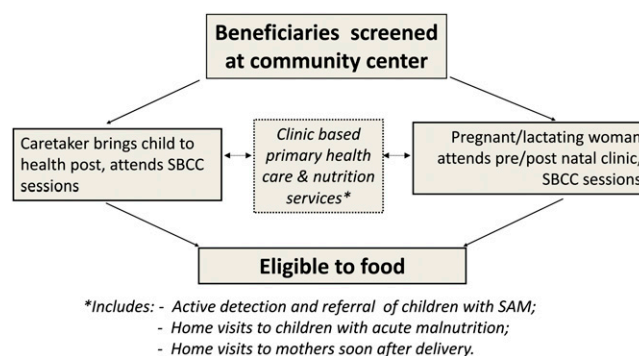 Beneficiaries screened
at community center
Caretaker brings child to
health post, attends SBCC
sessions
Clinic based
primary health
care & nutrition
services*
Pregnant/lactating woman
attends pre/post natal clinic,
SBCC sessions
Eligible to food
*Includes: - Active detection and referral of children with SAM;
- Home visits to children with acute malnutrition;
- Home visits to mothers soon after delivery.